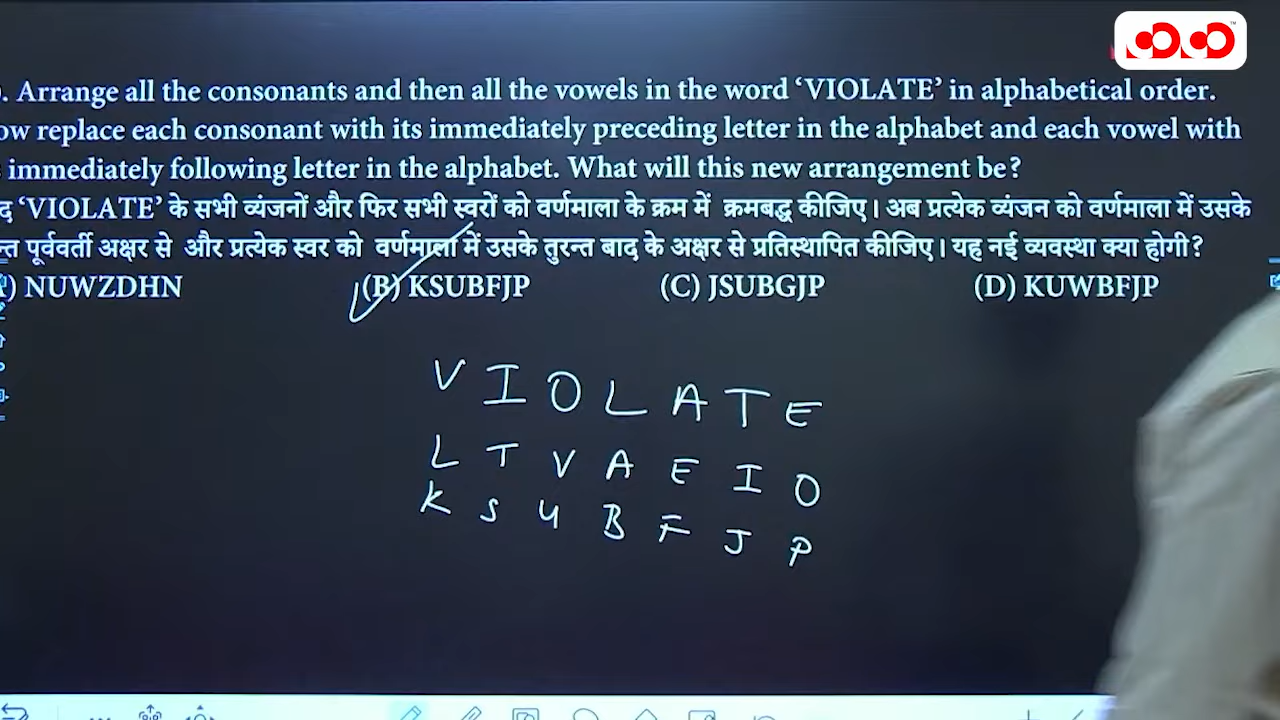 . Arrange all the consonants and then all the vowels in the word ‘VIOLATE’ in alphabetical order.
ow replace each consonant with its immediately preceding letter in the alphabet and each vowel with
immediately following letter in the alphabet. What will this new arrangement be?
द ‘VIOLATE’ के सभी व्यंजनों और फिर सभी स्वरों को वर्णमाला के क्रम में क्रमबद्ध कीजिए। अब प्रत्येक व्यंजन को वर्णमाला में उसके
न्त पूर्ववर्ती अक्षर से और प्रत्येक स्वर को वर्णमाला में उसके तुरन्त बाद के अक्षर से प्रतिस्थापित कीजिए। यह नई व्यवस्था क्या होगी?
) NUWZDHN (B) KSUBFJP (C) JSUBGJP (D) KUWBFJP
V I O L A T E
L T V A E I O
K S U B F J P